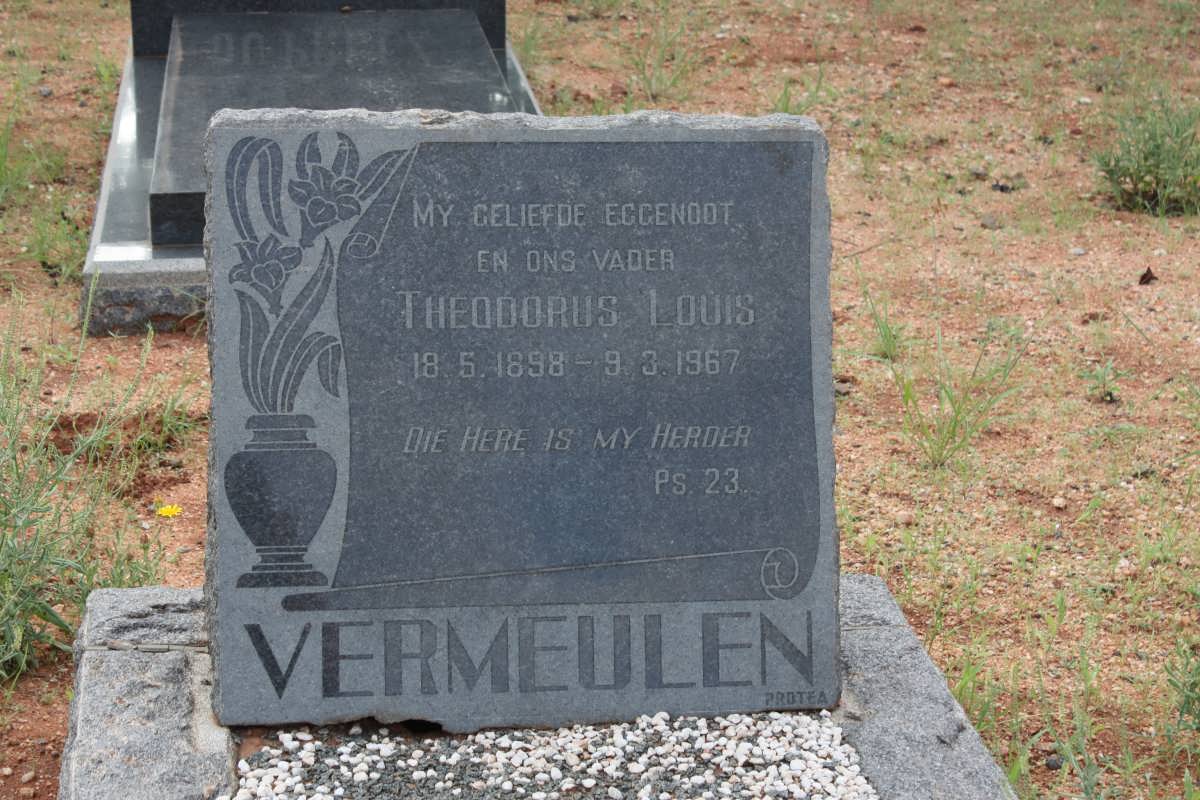 MY GELIEFDE EGGENOOT
EN ONS VADER
THEODORUS LOUIS
18.5.1898 – 9.3.1967
DIE HERE IS MY HERDER
PS. 23.
VERMEULEN
PROTEA